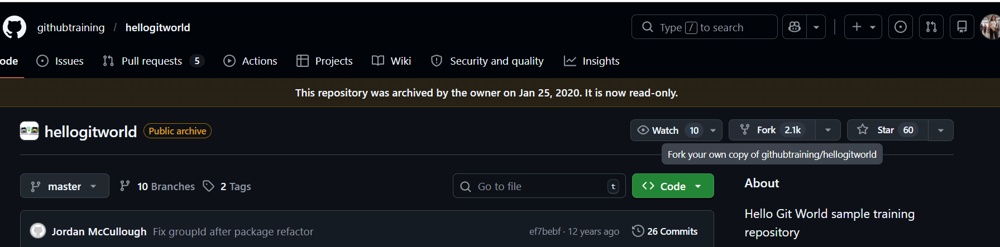 githubtraining / hellogitworld
Type / to search
ode Issues Pull requests 5 Actions Projects Wiki Security and quality Insights
This repository was archived by the owner on Jan 25, 2020. It is now read-only.
hellogitworld Public archive
Watch 10 Fork 2.1k Star 60
Fork your own copy of githubtraining/hellogitworld
master 10 Branches 2 Tags
Go to file t
Code
About
Hello Git World sample training
repository
Jordan McCullough Fix groupId after package refactor
ef7bebf · 12 years ago 26 Commits